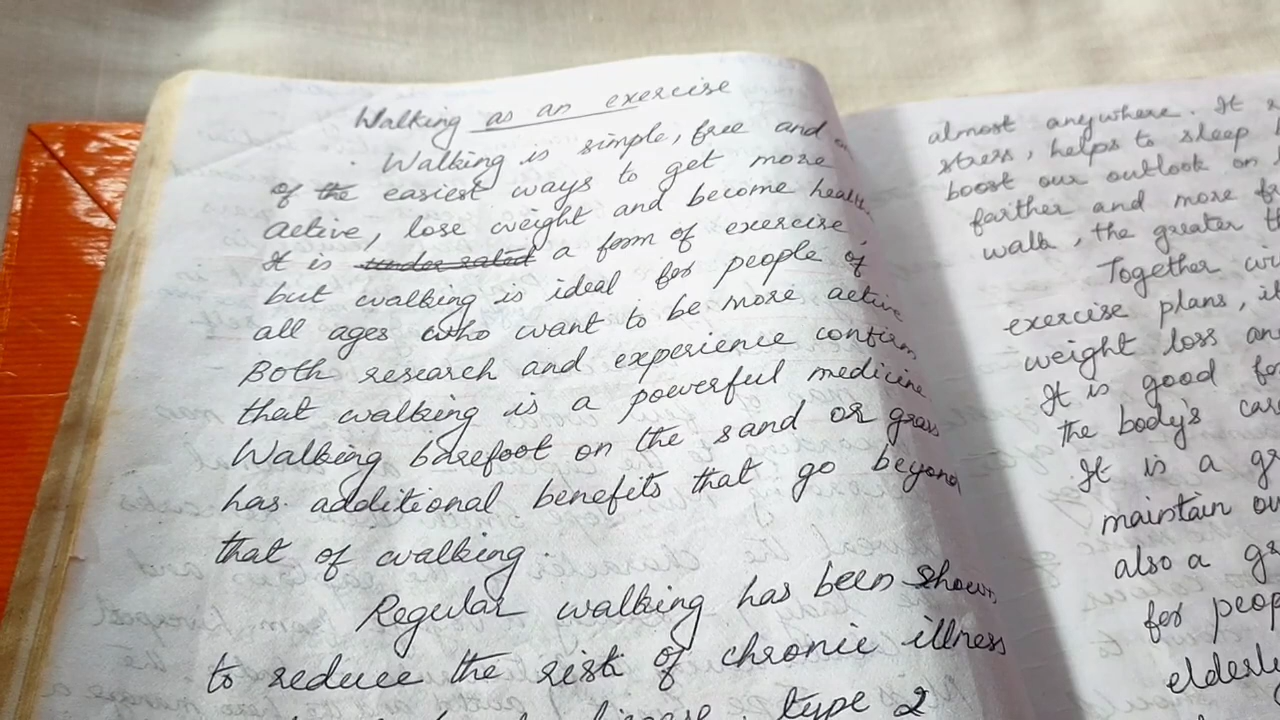 Walking as an exercise
Walking is simple, free and
of the easiest ways to get more
active, lose weight and become
It is under rated a form of exercise,
but walking is ideal for people of
all ages who want to be more active
Both research and experience confirm
that walking is a powerful medicine
Walking barefoot on the sand or grass
has additional benefits that go beyond
that of walking.
Regular walking has been shown
to reduce the risk of chronic illness
type 2
almost anywhere. It
stress, helps to sleep
boost our outlook on
farther and more
walk, the greater
Together
exercise plans,
weight loss
It is good
the body's
It is a
maintain
also a
for